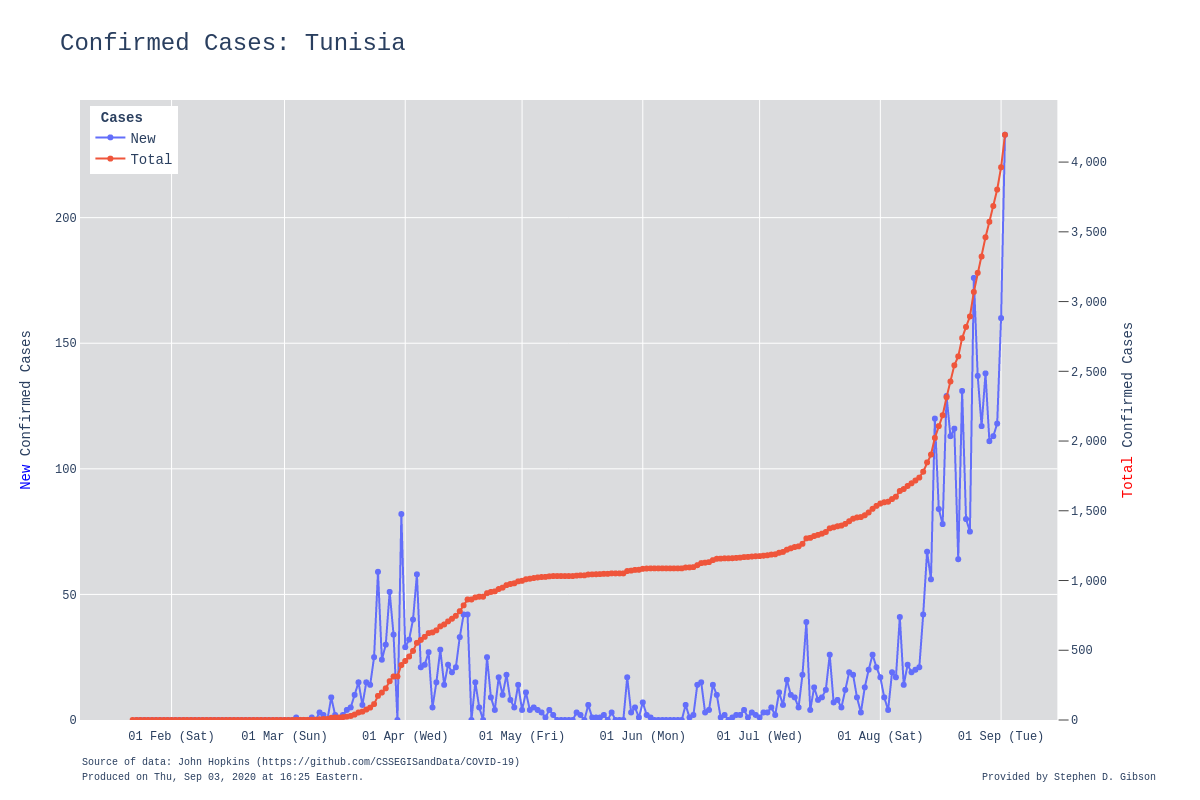 Confirmed Cases: Tunisia
Cases
New
Total
200
150
100
50
0
4,000
3,500
3,000
2,500
2,000
1,500
1,000
500
0
New Confirmed Cases
Total Confirmed Cases
01 Feb (Sat)
01 Mar (Sun)
01 Apr (Wed)
01 May (Fri)
01 Jun (Mon)
01 Jul (Wed)
01 Aug (Sat)
01 Sep (Tue)
Source of data: John Hopkins (https://github.com/CSSEGISandData/COVID-19)
Produced on Thu, Sep 03, 2020 at 16:25 Eastern.
Provided by Stephen D. Gibson